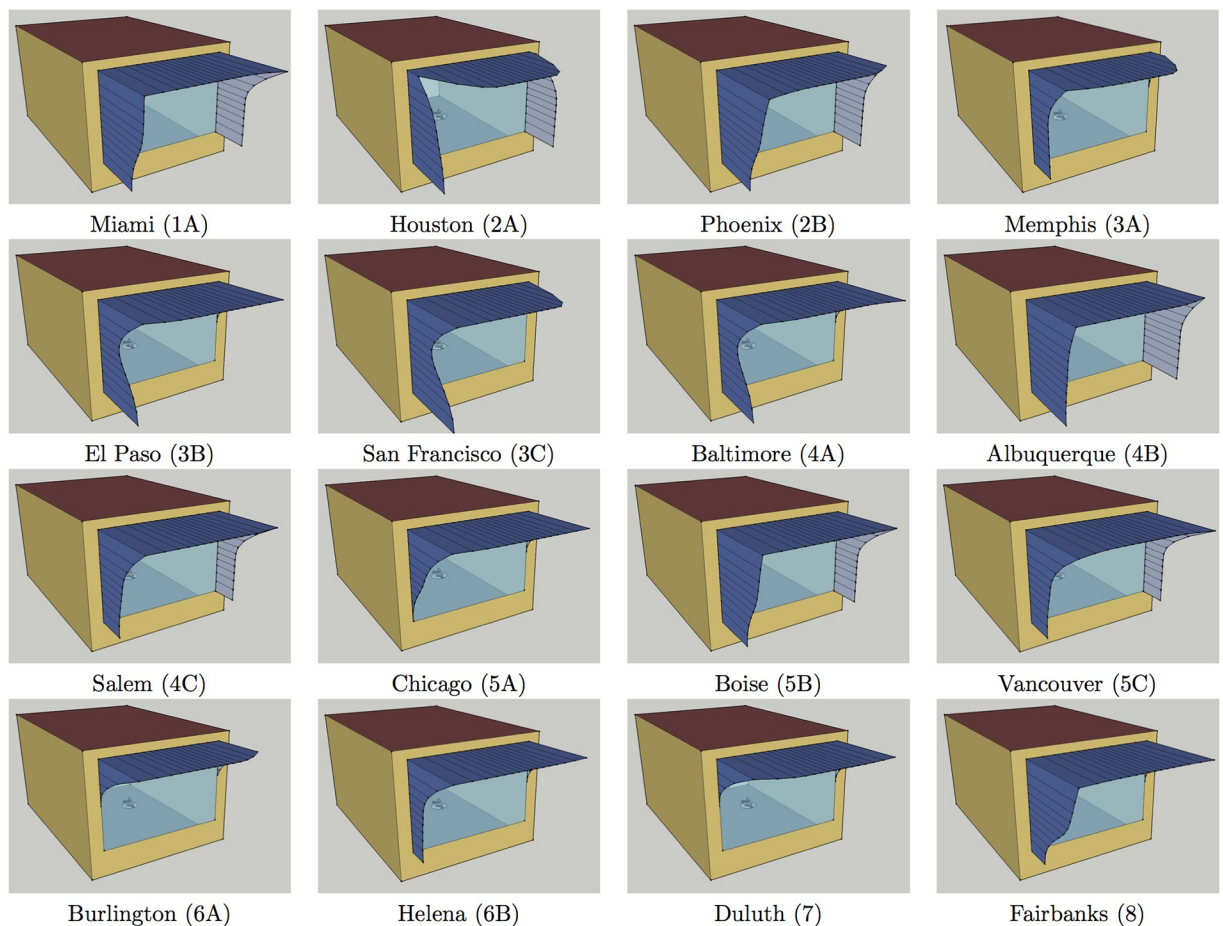 Miami (1A)
Houston (2A)
Phoenix (2B)
Memphis (3A)
El Paso (3B)
San Francisco (3C)
Baltimore (4A)
Albuquerque (4B)
Salem (4C)
Chicago (5A)
Boise (5B)
Vancouver (5C)
Burlington (6A)
Helena (6B)
Duluth (7)
Fairbanks (8)